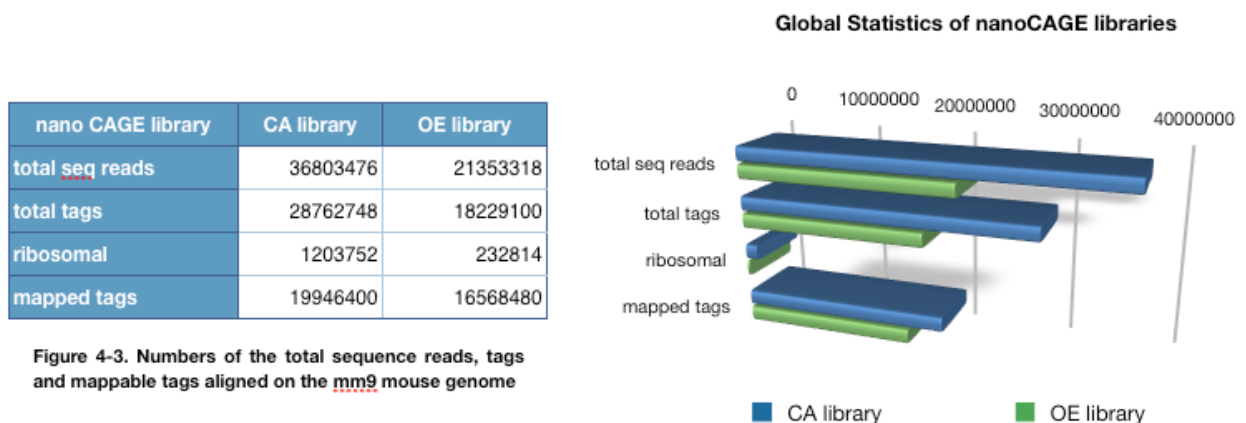 Global Statistics of nanoCAGE libraries
nano CAGE library CA library OE library
total seq reads 36803476 21353318
total tags 28762748 18229100
ribosomal 1203752 232814
mapped tags 19946400 16568480
Figure 4-3. Numbers of the total sequence reads, tags
and mappable tags aligned on the mm9 mouse genome
0 10000000 20000000 30000000 40000000
total seq reads
total tags
ribosomal
mapped tags
CA library OE library